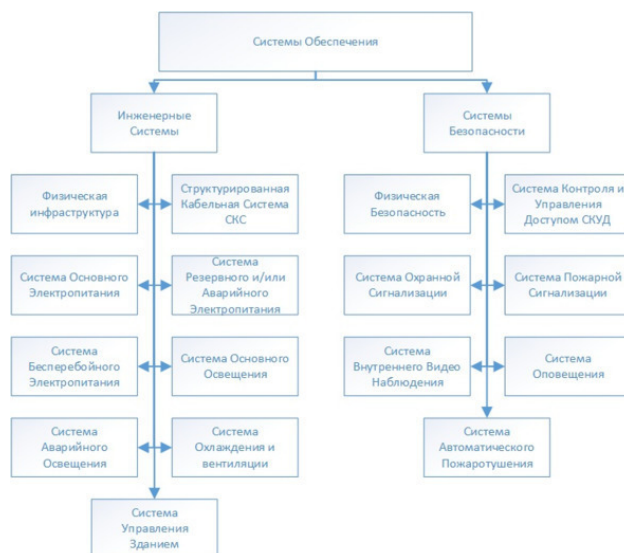 Системы Обеспечения
Инженерные
Системы
Системы
Безопасности
Физическая
инфраструктура
Структурированная
Кабельная Система
СКС
Физическая
Безопасность
Система Контроля и
Управления
Доступом СКУД
Система Основного
Электропитания
Система
Резервного и/или
Аварийного
Электропитания
Система Охранной
Сигнализации
Система Пожарной
Сигнализации
Система
Бесперебойного
Электропитания
Система Основного
Освещения
Система
Внутреннего Видео
Наблюдения
Система
Оповещения
Система
Аварийного
Освещения
Система
Охлаждения и
вентиляции
Система
Автоматического
Пожаротушения
Система
Управления
Зданием